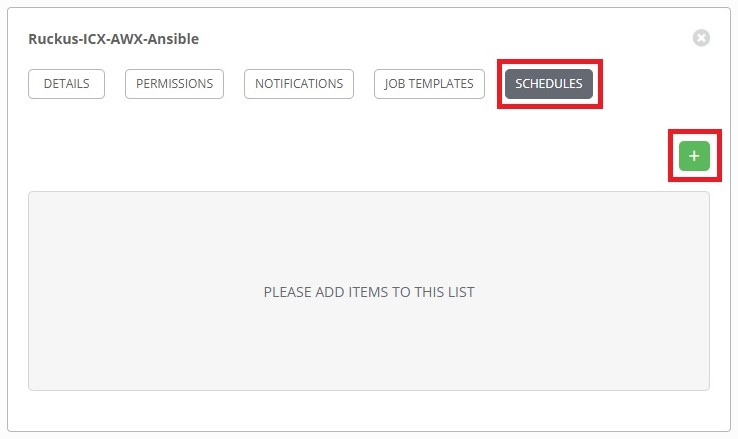 Ruckus-ICX-AWX-Ansible
DETAILS PERMISSIONS NOTIFICATIONS JOB TEMPLATES SCHEDULES
+
PLEASE ADD ITEMS TO THIS LIST